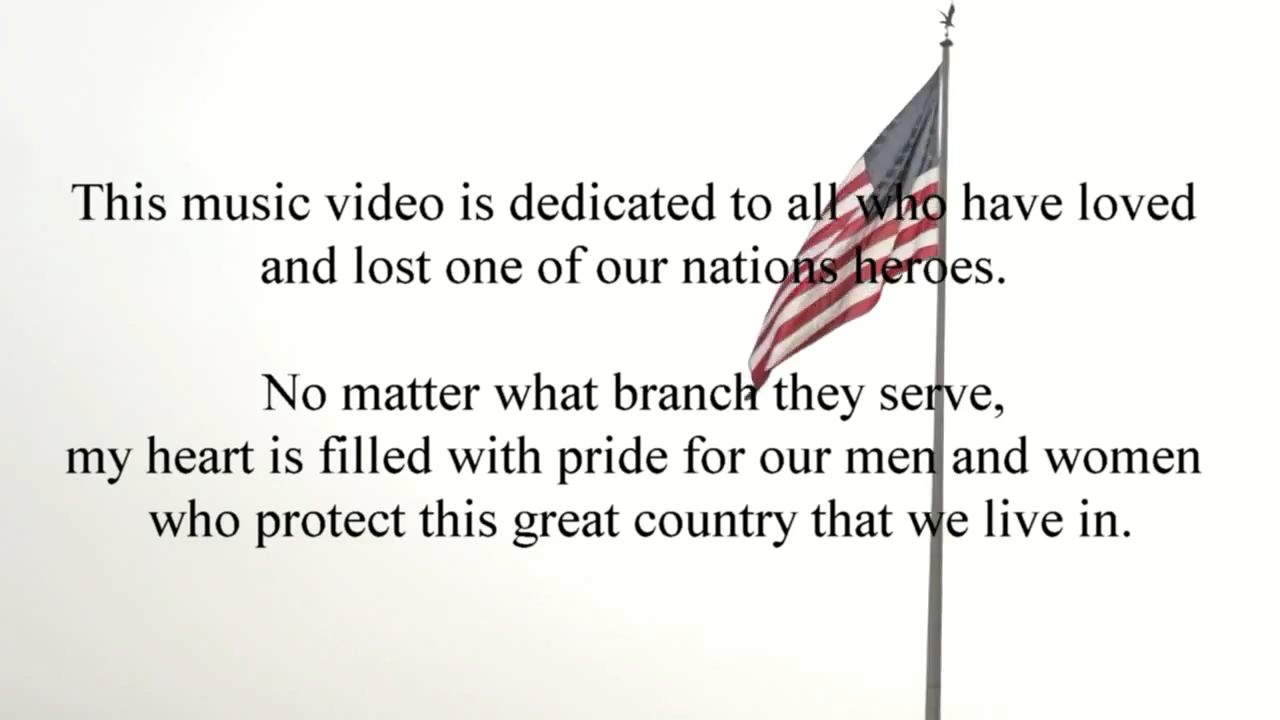 This music video is dedicated to all who have loved
and lost one of our nations heroes.
No matter what branch they serve,
my heart is filled with pride for our men and women
who protect this great country that we live in.